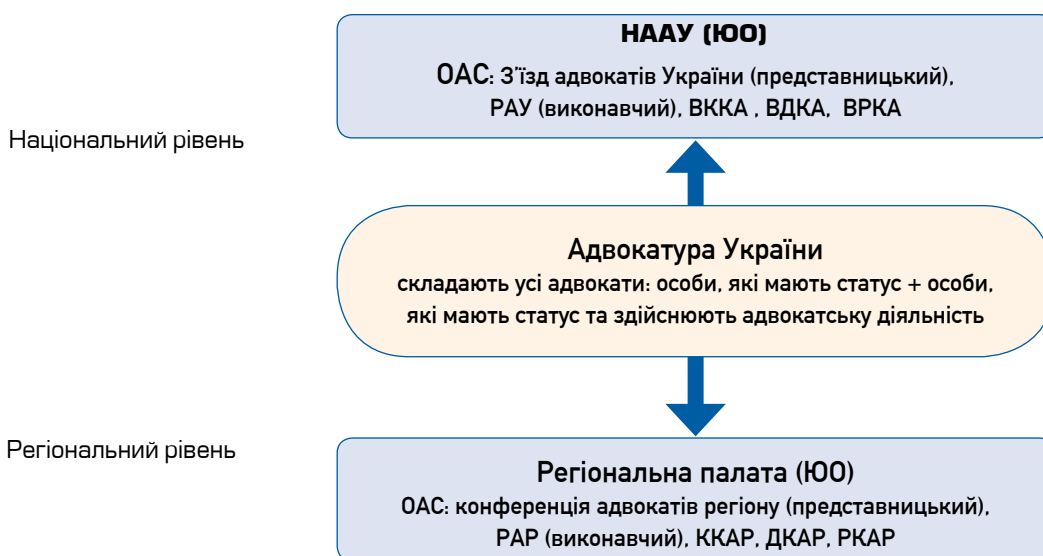 НААУ (ЮО)
ОАС: З’їзд адвокатів України (представницький),
РАУ (виконавчий), ВККА , ВДКА, ВРКА
Національний рівень
Адвокатура України
складають усі адвокати: особи, які мають статус + особи,
які мають статус та здійснюють адвокатську діяльність
Регіональний рівень
Регіональна палата (ЮО)
ОАС: конференція адвокатів регіону (представницький),
РАР (виконавчий), ККАР, ДКАР, РКАР